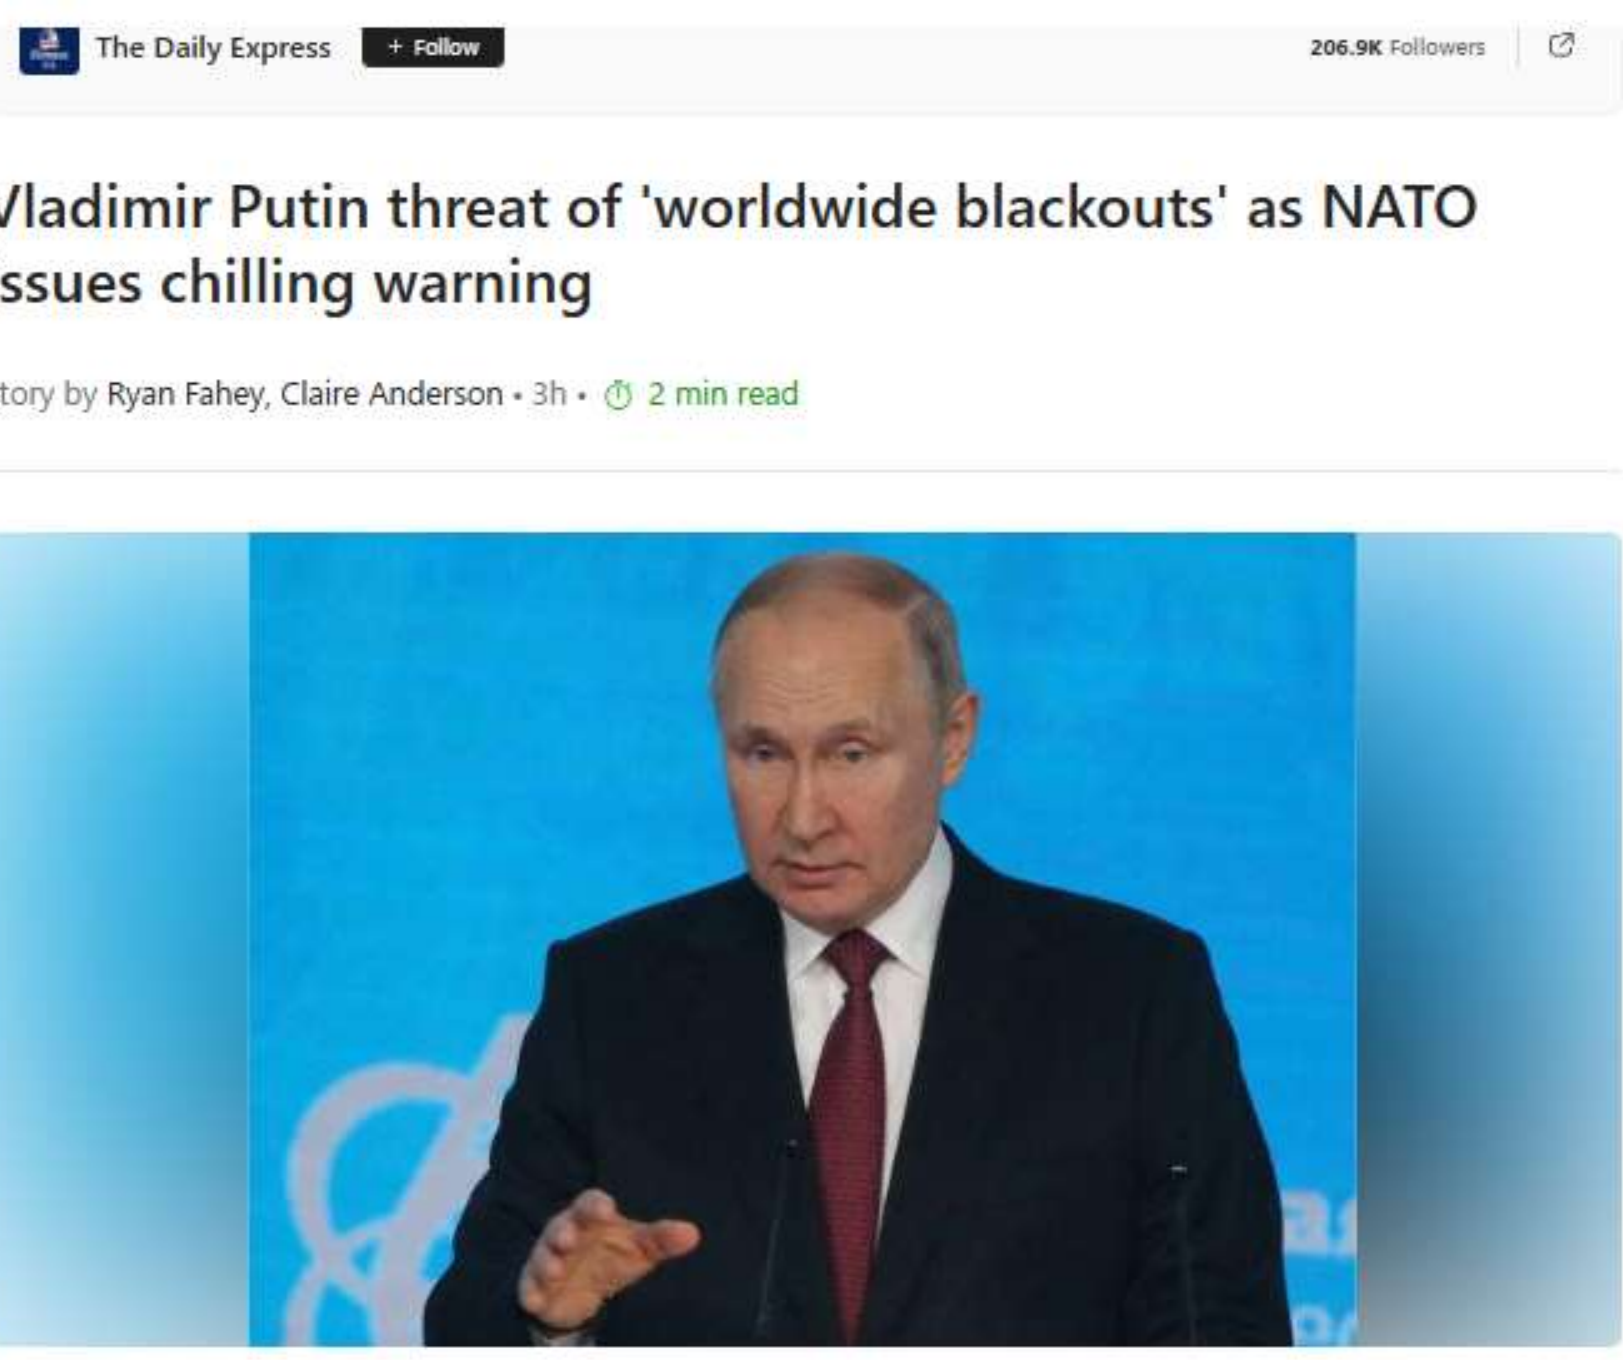 The Daily Express + Follow 206.9K Followers
Vladimir Putin threat of 'worldwide blackouts' as NATO
ssues chilling warning
tory by Ryan Fahey, Claire Anderson • 3h • 2 min read